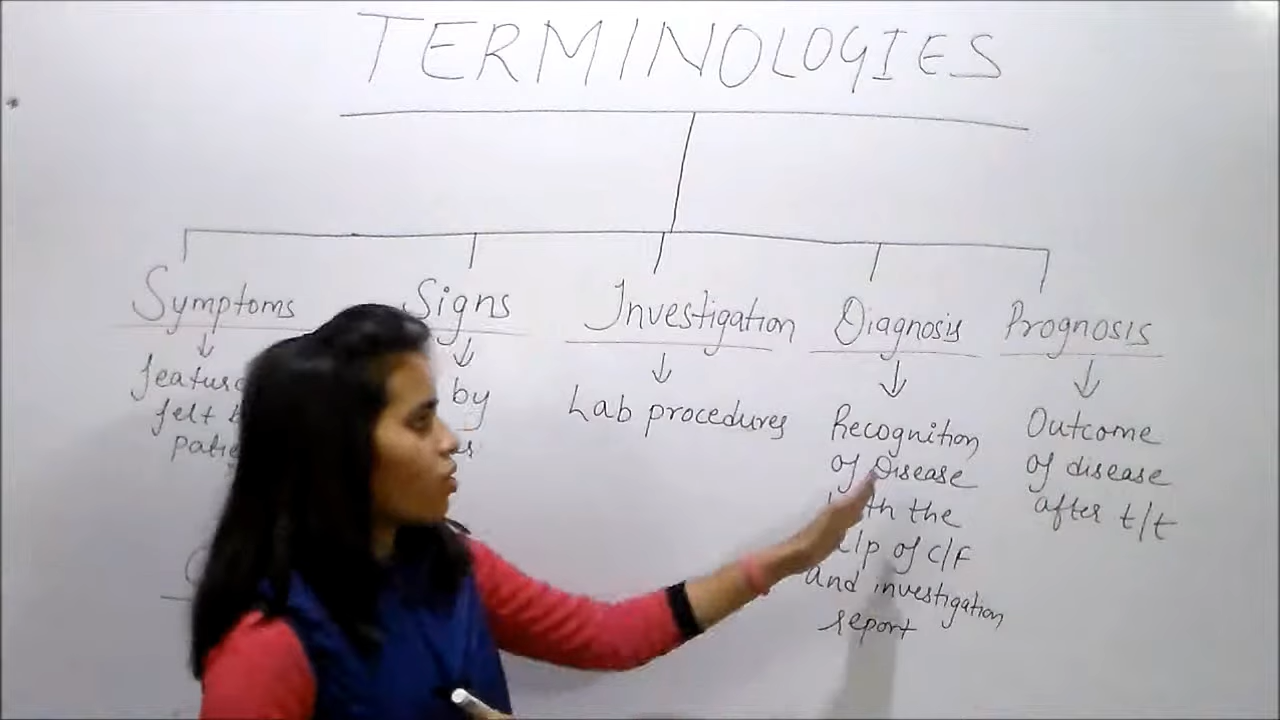 TERMINOLOGIES
Symptoms
felt
Signs
by
Investigation
Lab procedures
Diagnosis
Recognition
of Disease
the
of c/F
and investigation
report
Prognosis
Outcome
of disease
after t/t